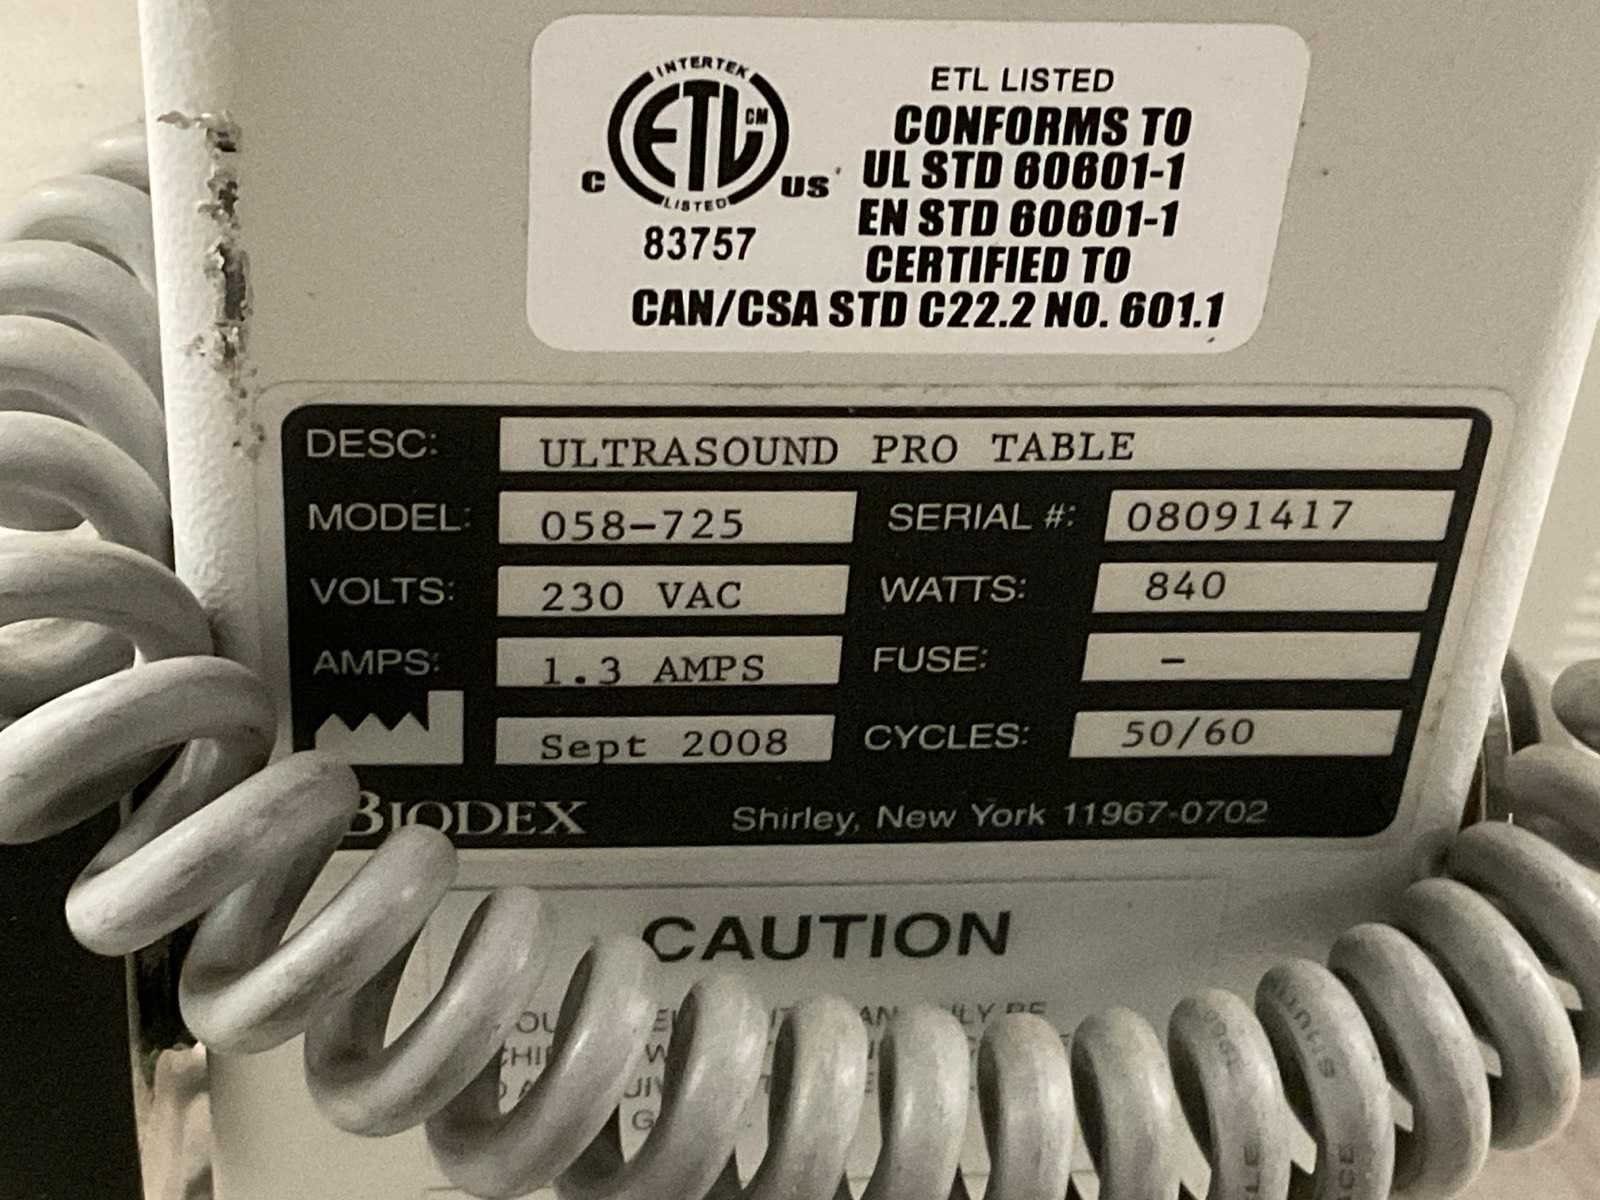 INTERTEK
ETL CM
LISTED
C US
83757
ETL LISTED
CONFORMS TO
UL STD 60601-1
EN STD 60601-1
CERTIFIED TO
CAN/CSA STD C22.2 NO. 601.1
DESC: ULTRASOUND PRO TABLE
MODEL: 058-725 SERIAL #: 08091417
VOLTS: 230 VAC WATTS: 840
AMPS: 1.3 AMPS FUSE: –
Sept 2008 CYCLES: 50/60
BIODEX Shirley, New York 11967-0702
CAUTION